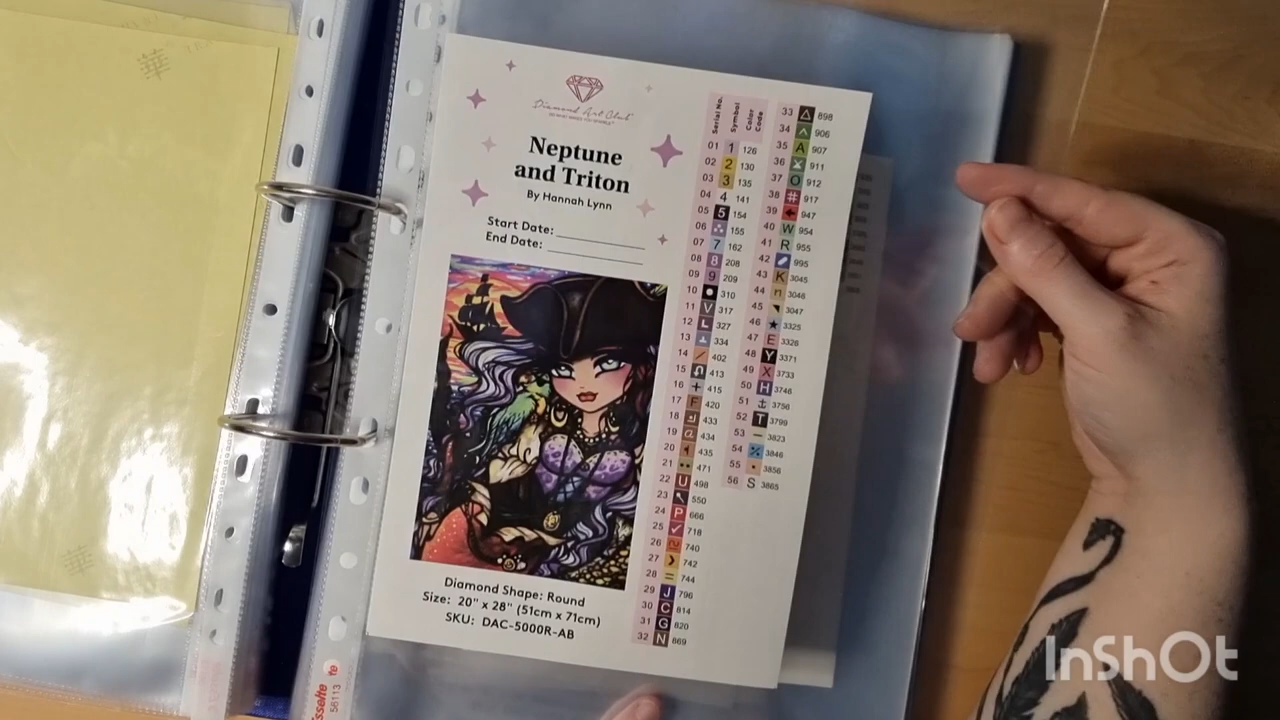 華
華
Diamond Art Club
Neptune
and Triton
By Hannah Lynn
Start Date:
End Date:
Diamond Shape: Round
Size: 20" x 28" (51cm x 71cm)
SKU: DAC-5000R-AB
Serial No. Symbol Color Code
01 1 126
02 2 130
03 3 135
04 4 141
05 5 154
06 155
07 7 162
08 8 208
09 9 209
10 310
11 V 317
12 L 327
13 334
14 / 402
15 413
16 + 415
17 F 420
18 433
19 @ 434
20 435
21 471
22 U 498
23 550
24 P 666
25 ✓ 718
26 740
27 742
28 = 744
29 J 796
30 C 814
31 G 820
32 N 869
33 △ 898
34 ^ 906
35 A 907
36 911
37 O 912
38 # 917
39 947
40 W 954
41 R 955
42 995
43 K 3045
44 3046
45 3047
46 ★ 3325
47 E 3326
48 Y 3371
49 X 3733
50 H 3746
51 3756
52 T 3799
53 – 3823
54 3846
55 3856
56 S 3865
56113
InShOt